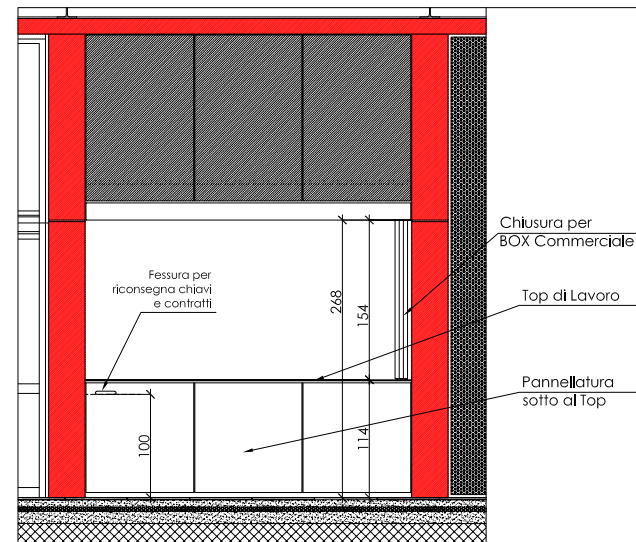 Chiusura per
BOX Commerciale
Fessura per
riconsegna chiavi
e contratti
Top di Lavoro
268
154
Pannellatura
sotto al Top
100
114